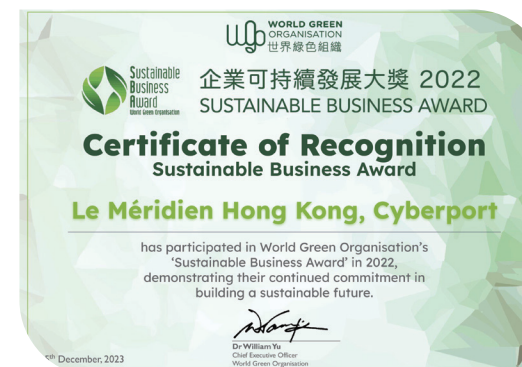 WORLD GREEN
ORGANISATION
世界綠色組織
Sustainable
Business
Award
World Green Organisation
企業可持續發展大獎 2022
SUSTAINABLE BUSINESS AWARD
Certificate of Recognition
Sustainable Business Award
Le Méridien Hong Kong, Cyberport
has participated in World Green Organisation's
'Sustainable Business Award' in 2022,
demonstrating their continued commitment in
building a sustainable future.
Dr William Yu
Chief Executive Officer
World Green Organisation
December, 2023